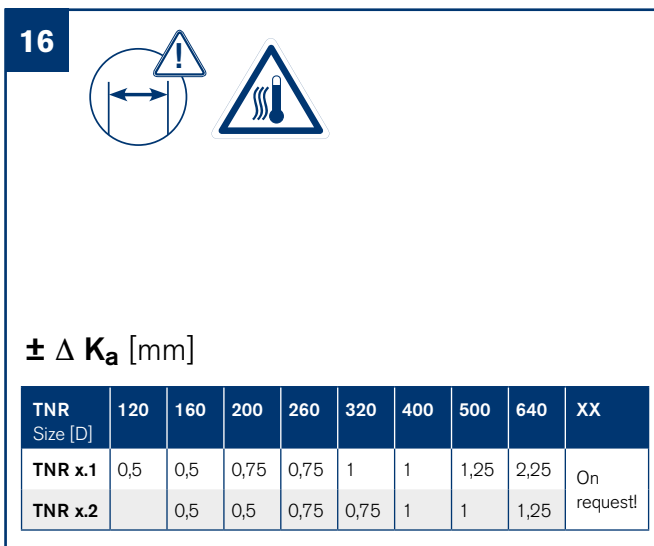 16
!
± Δ Ka [mm]
TNR Size [D] 120 160 200 260 320 400 500 640 XX
TNR x.1 0,5 0,5 0,75 0,75 1 1 1,25 2,25 On request!
TNR x.2 0,5 0,5 0,75 0,75 1 1 1,25